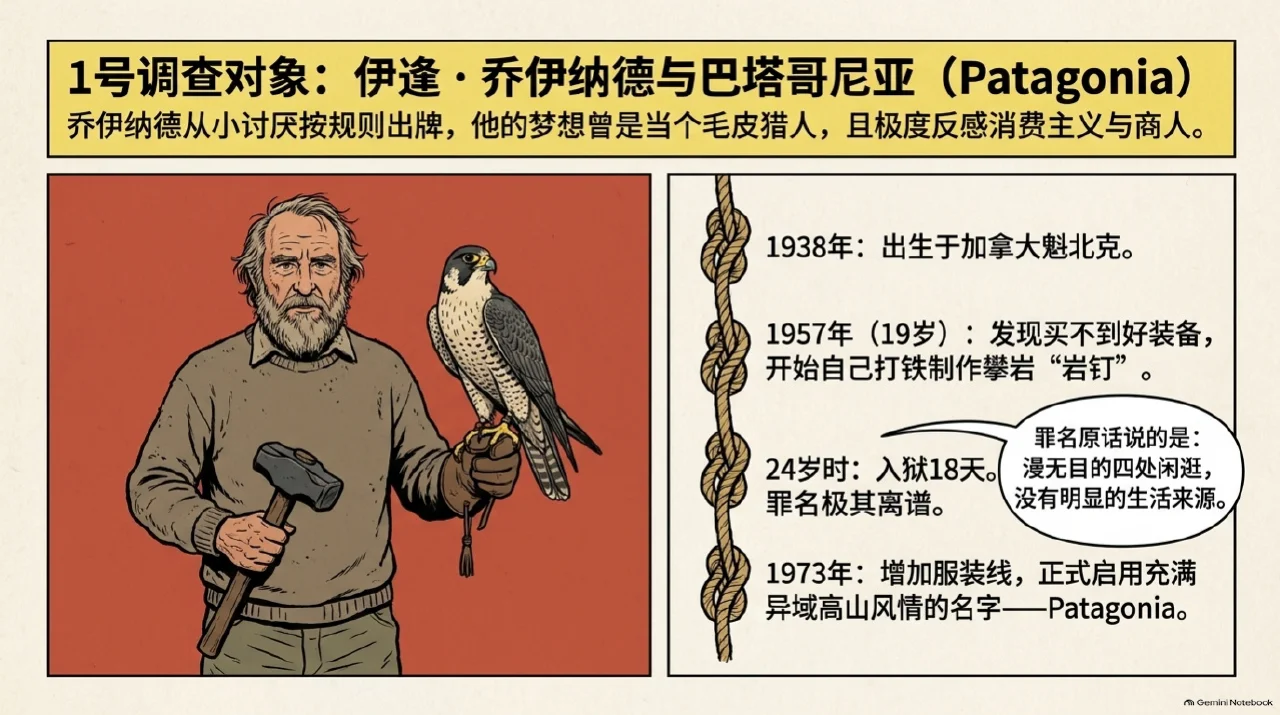 1号调查对象：伊逢·乔伊纳德与巴塔哥尼亚（Patagonia）
乔伊纳德从小讨厌按规则出牌，他的梦想曾是当个毛皮猎人，且极度反感消费主义与商人。
1938年：出生于加拿大魁北克。
1957年（19岁）：发现买不到好装备，
开始自己打铁制作攀岩“岩钉”。
24岁时：入狱18天。
罪名极其离谱。
罪名原话说的是：
漫无目的四处闲逛，
没有明显的生活来源。
1973年：增加服装线，正式启用充满
异域高山风情的名字——Patagonia。
Gemini Notebook